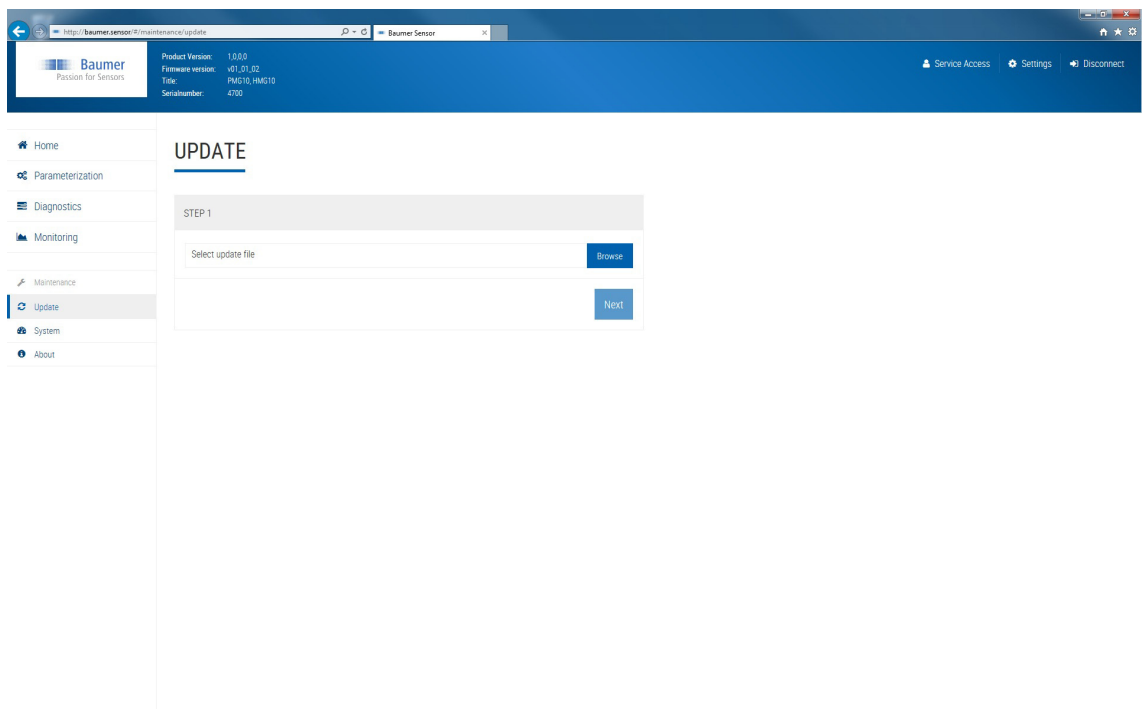 http://baumer.sensor/#/maintenance/update
Baumer Sensor
Baumer
Passion for Sensors
Product Version: 1,0,0,0
Firmware version: v01_01_02
Title: PMG10, HMG10
Serialnumber: 4700
Service Access
Settings
Disconnect
Home
Parameterization
Diagnostics
Monitoring
Maintenance
Update
System
About
UPDATE
STEP 1
Select update file
Browse
Next